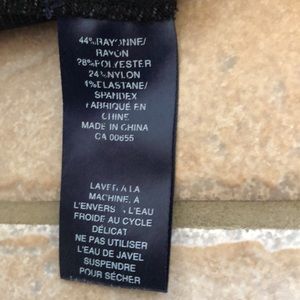 44%RAYONNE/
RAYON
28%POLYESTER
24%NYLON
4%ELASTANE/
SPANDEX
FABRIQUÉ EN
CHINE
MADE IN CHINA
CA 00655
LAVER À LA
MACHINE, À
L'ENVERS À L'EAU
FROIDE AU CYCLE
DÉLICAT
NE PAS UTILISER
L'EAU DE JAVEL
SUSPENDRE
POUR SÉCHER